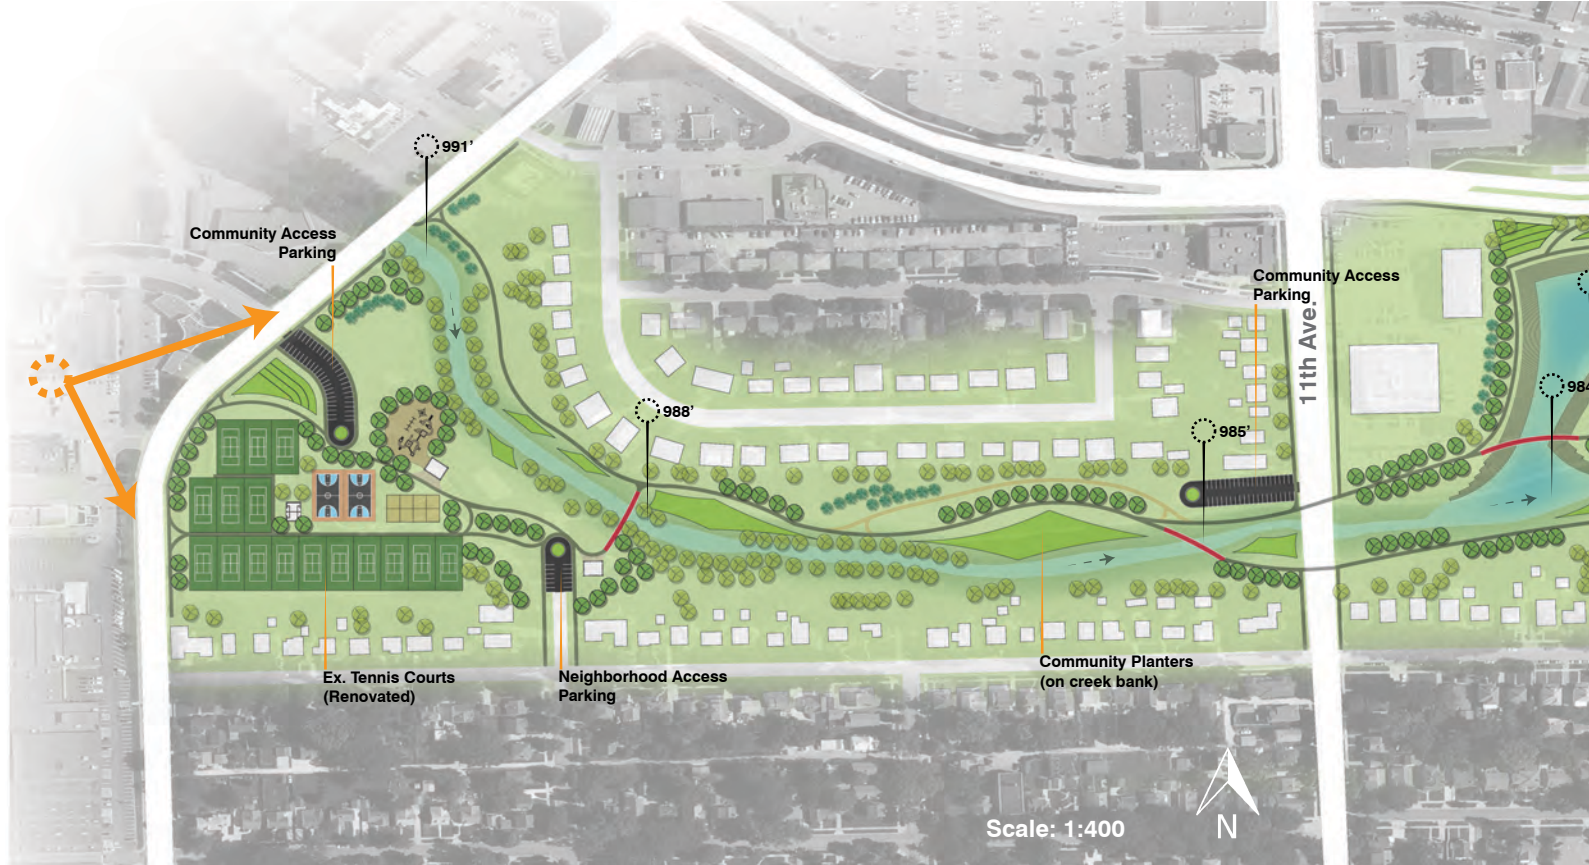 991’
Community Access
Parking
Community Access
Parking
11th Ave.
984
988’
985’
Ex. Tennis Courts
(Renovated)
Neighborhood Access
Parking
Community Planters
(on creek bank)
Scale: 1:400
N